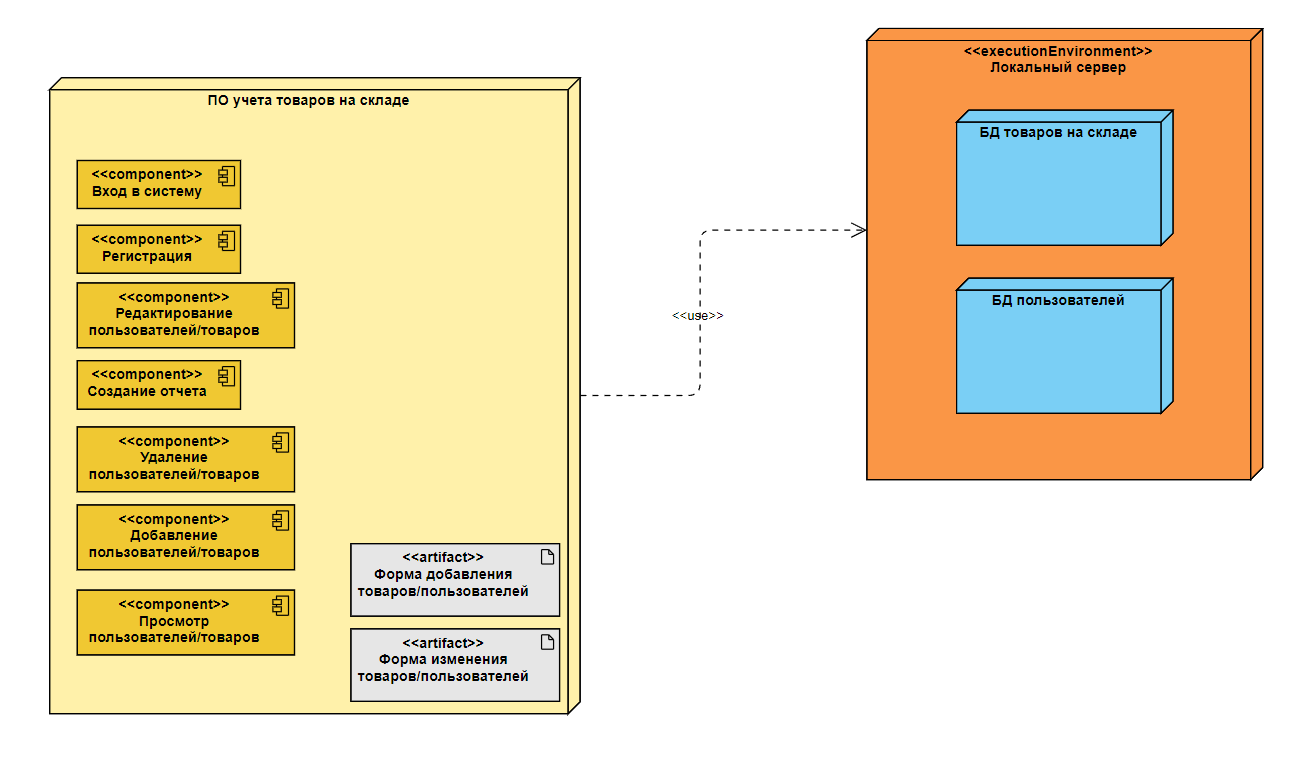 ПО учета товаров на складе
<<component>>
Вход в систему
<<component>>
Регистрация
<<component>>
Редактирование
пользователей/товаров
<<component>>
Создание отчета
<<component>>
Удаление
пользователей/товаров
<<component>>
Добавление
пользователей/товаров
<<component>>
Просмотр
пользователей/товаров
<<artifact>>
Форма добавления
товаров/пользователей
<<artifact>>
Форма изменения
товаров/пользователей
<<use>>
<<executionEnvironment>>
Локальный сервер
БД товаров на складе
БД пользователей